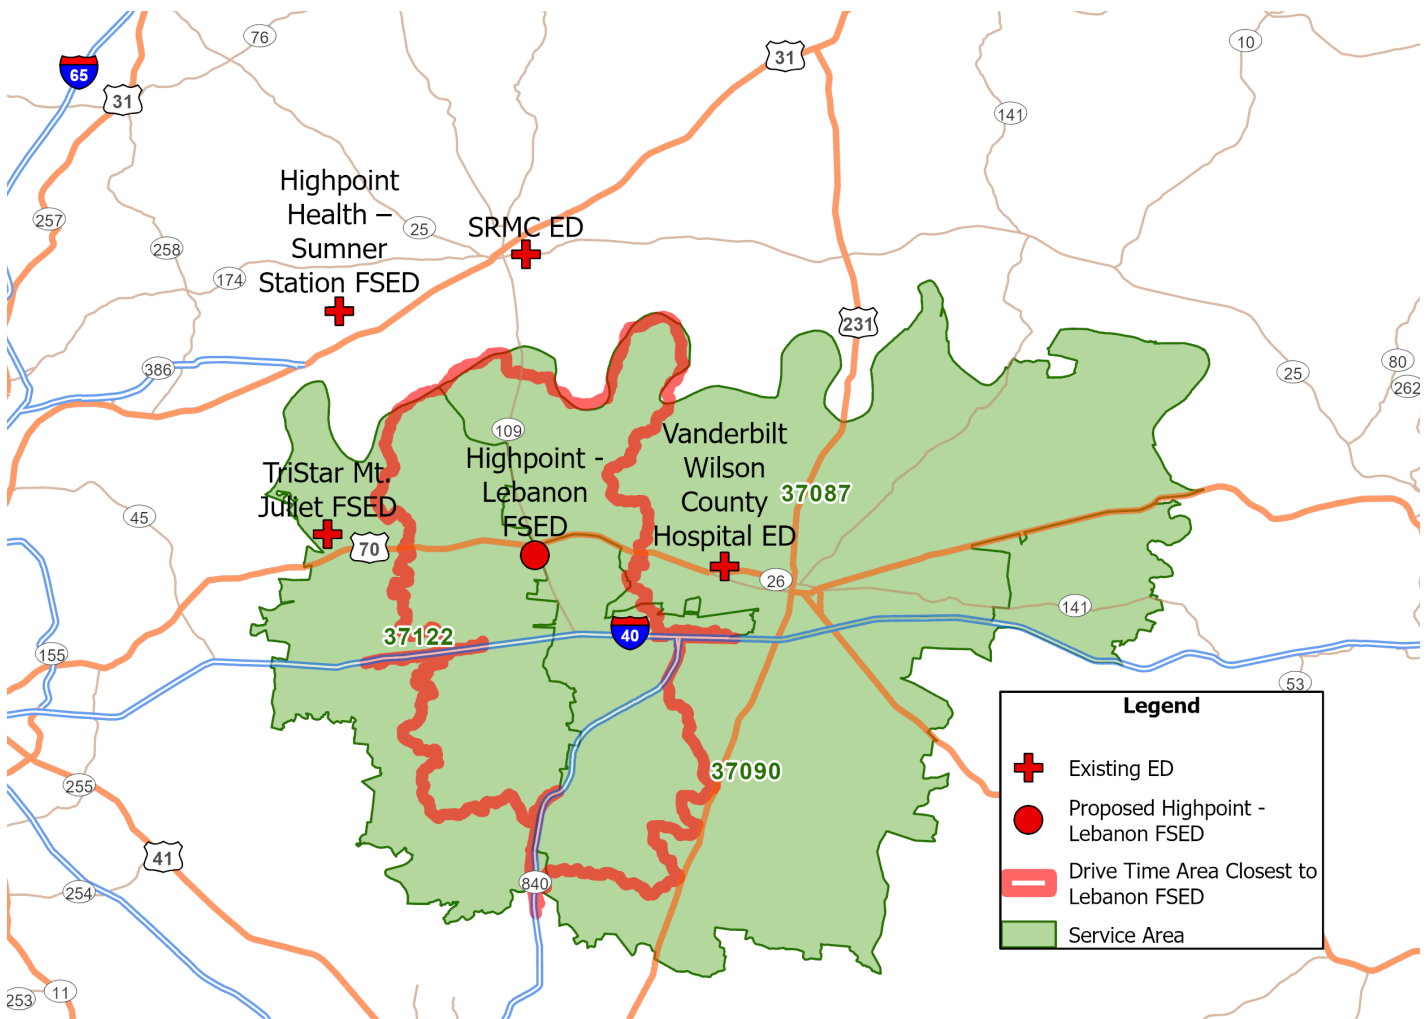 76
10
31
65
31
141
Highpoint
Health –
Sumner
Station FSED
257
25
SRMC ED
258
174
231
386
80
25
262
109
Vanderbilt
Wilson
County
Hospital ED
Highpoint -
Lebanon
FSED
TriStar Mt.
Juliet FSED
37087
45
70
26
141
37122
40
155
53
Legend
Existing ED
Proposed Highpoint -
Lebanon FSED
Drive Time Area Closest to
Lebanon FSED
Service Area
37090
255
41
254
840
253
11